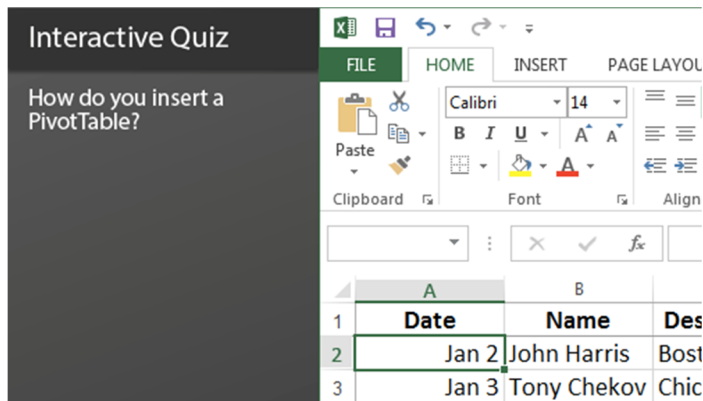 Interactive Quiz
How do you insert a
PivotTable?
FILE HOME INSERT PAGE LAYOU
Calibri 14
Paste B I U A A A
Clipboard Font Align
fx
A B
1 Date Name Des
2 Jan 2 John Harris Bost
3 Jan 3 Tony Chekov Chic